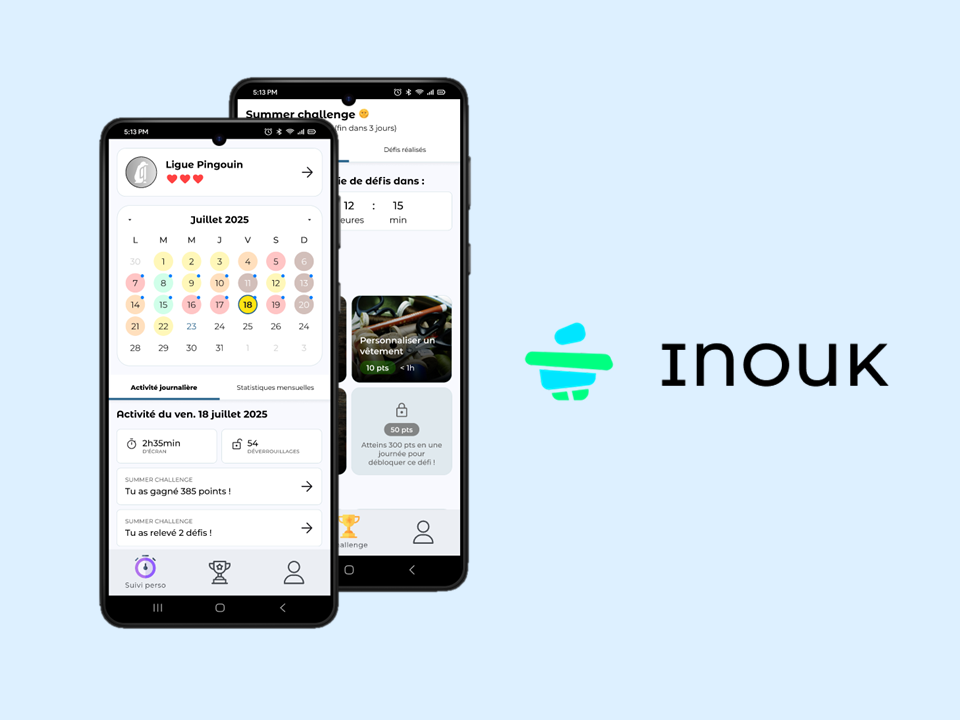 5:13 PM
Ligue Pingouin
Juillet 2025
L M M J V S D
30 1 2 3 4 5 6
7 8 9 10 11 12 13
14 15 16 17 18 19 20
21 22 23 24 25 26 24
28 29 30 31 1 2 3
Activité journalière Statistiques mensuelles
Activité du ven. 18 juillet 2025
2h35min
D'ÉCRAN
54
DÉVERROUILLAGES
SUMMER CHALLENGE
Tu as gagné 385 points !
SUMMER CHALLENGE
Tu as relevé 2 défis !
Suivi perso
5:13 PM
Summer challenge
(fin dans 3 jours)
Défis réalisés
ie de défis dans :
12 : 15
eures min
Personnaliser un
vêtement
10 pts < 1h
50 pts
Atteins 300 pts en une
journée pour
débloquer ce défi !
allenge
INOUK